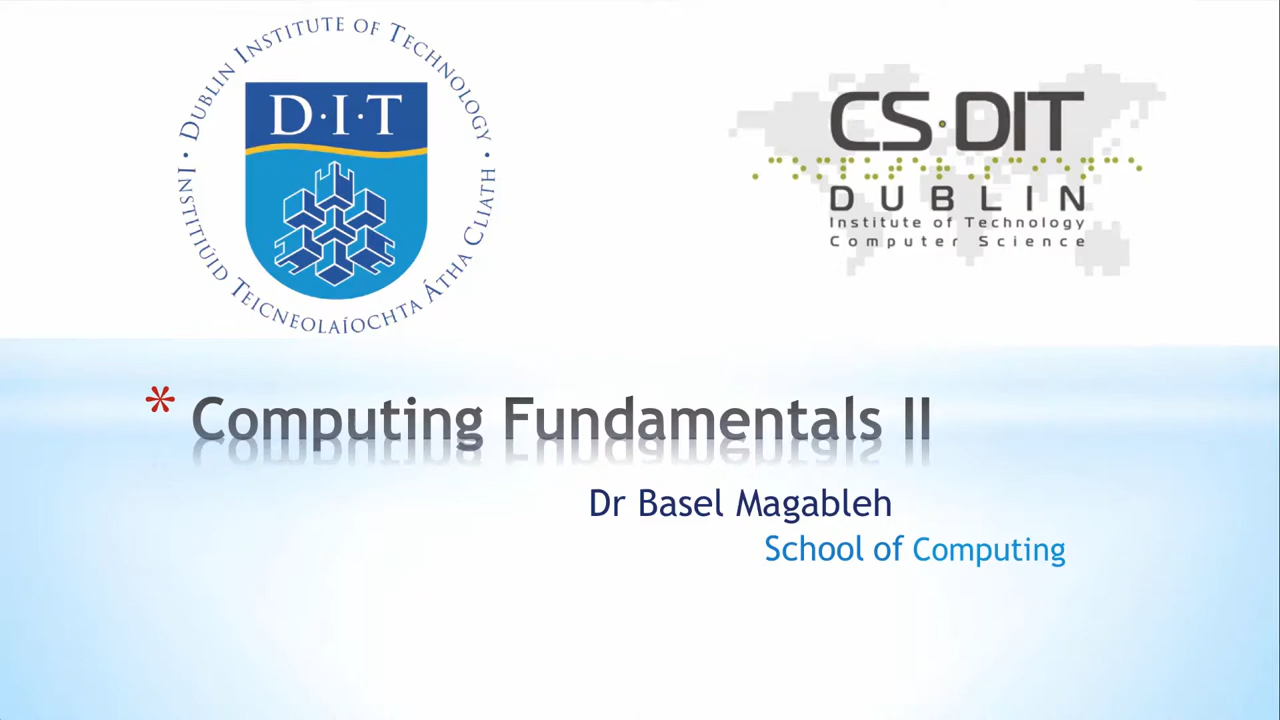 DUBLIN INSTITUTE OF TECHNOLOGY
D·I·T
INSTITIÚID TEICNEOLAÍOCHTA ÁTHA CLIATH
CS·DIT
DUBLIN
Institute of Technology
Computer Science
* Computing Fundamentals II
Dr Basel Magableh
School of Computing